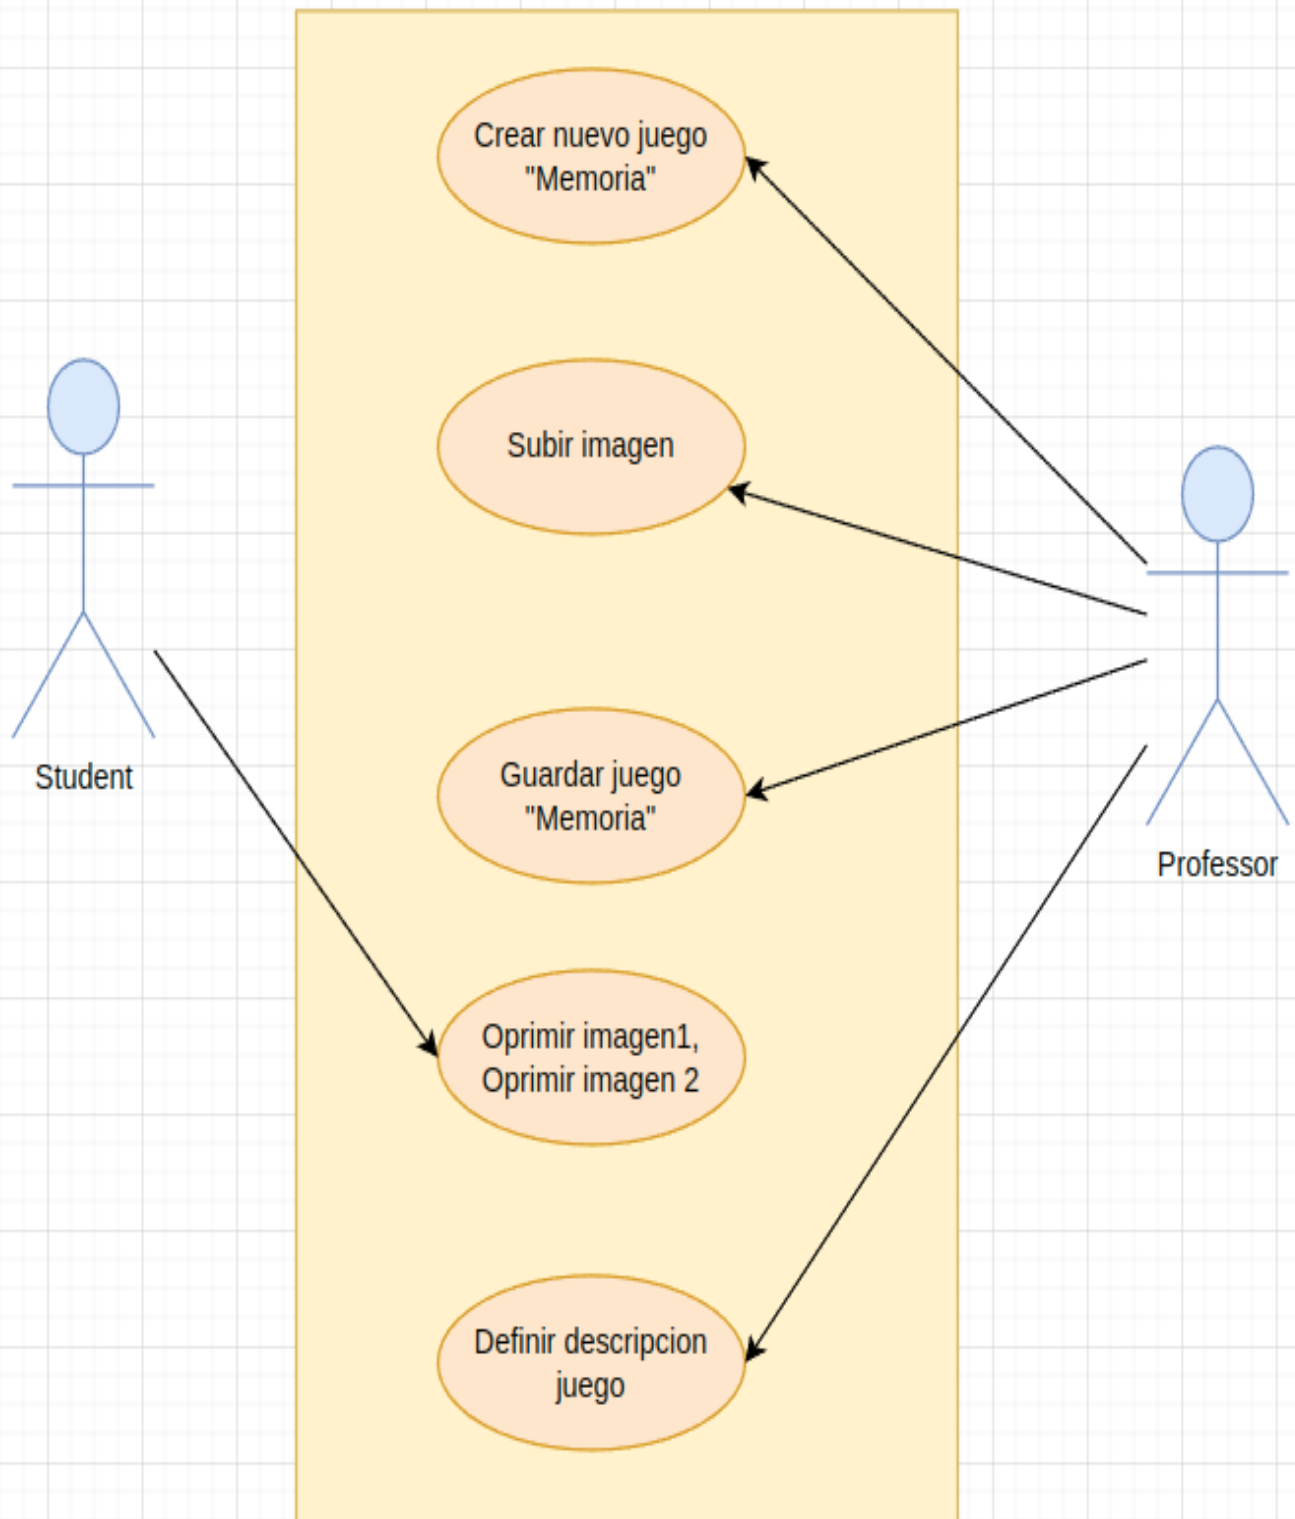 Crear nuevo juego
"Memoria"
Subir imagen
Student
Guardar juego
"Memoria"
Professor
Oprimir imagen1,
Oprimir imagen 2
Definir descripcion
juego